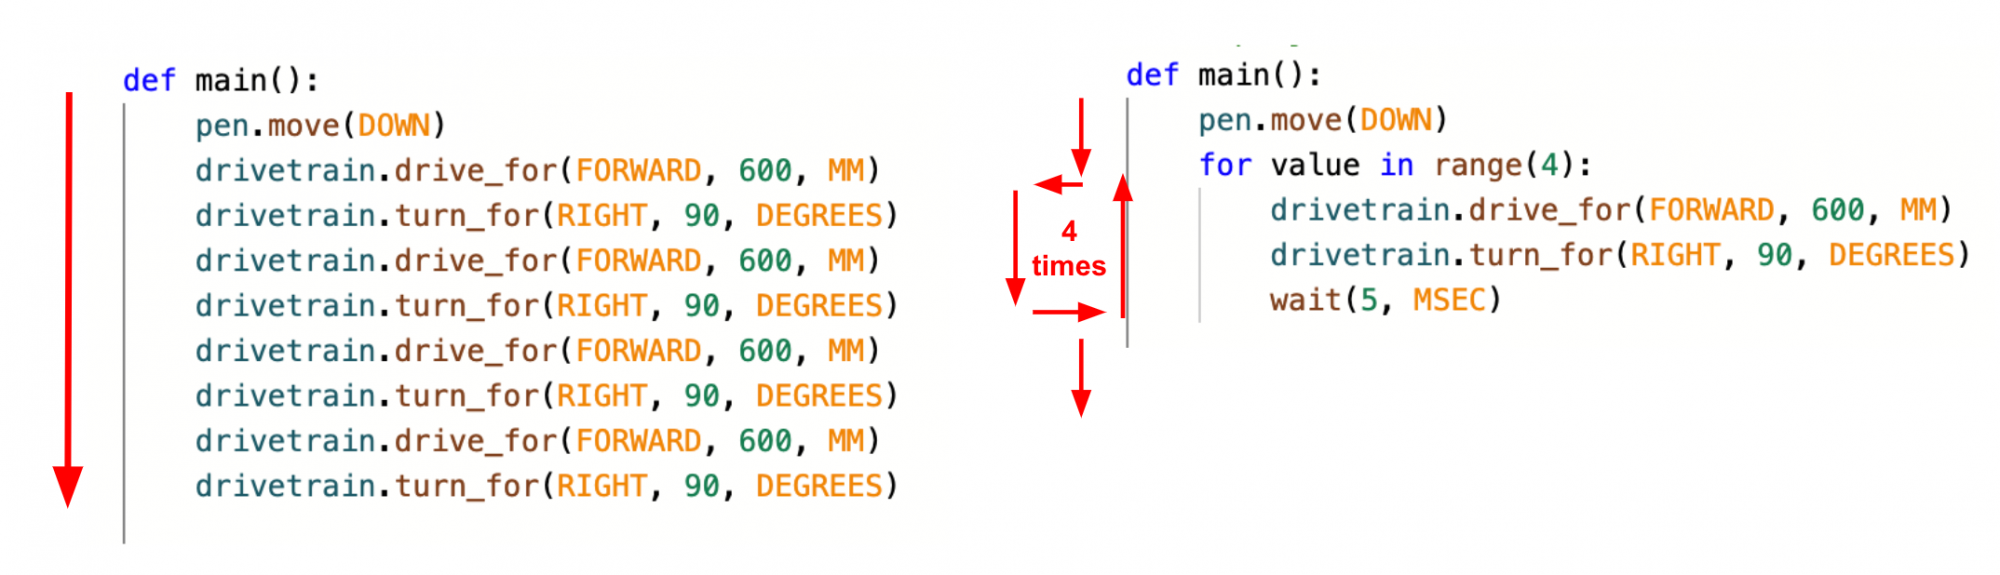 def main():
pen.move(DOWN)
drivetrain.drive_for(FORWARD, 600, MM)
drivetrain.turn_for(RIGHT, 90, DEGREES)
drivetrain.drive_for(FORWARD, 600, MM)
drivetrain.turn_for(RIGHT, 90, DEGREES)
drivetrain.drive_for(FORWARD, 600, MM)
drivetrain.turn_for(RIGHT, 90, DEGREES)
drivetrain.drive_for(FORWARD, 600, MM)
drivetrain.turn_for(RIGHT, 90, DEGREES)
4
times
def main():
pen.move(DOWN)
for value in range(4):
drivetrain.drive_for(FORWARD, 600, MM)
drivetrain.turn_for(RIGHT, 90, DEGREES)
wait(5, MSEC)